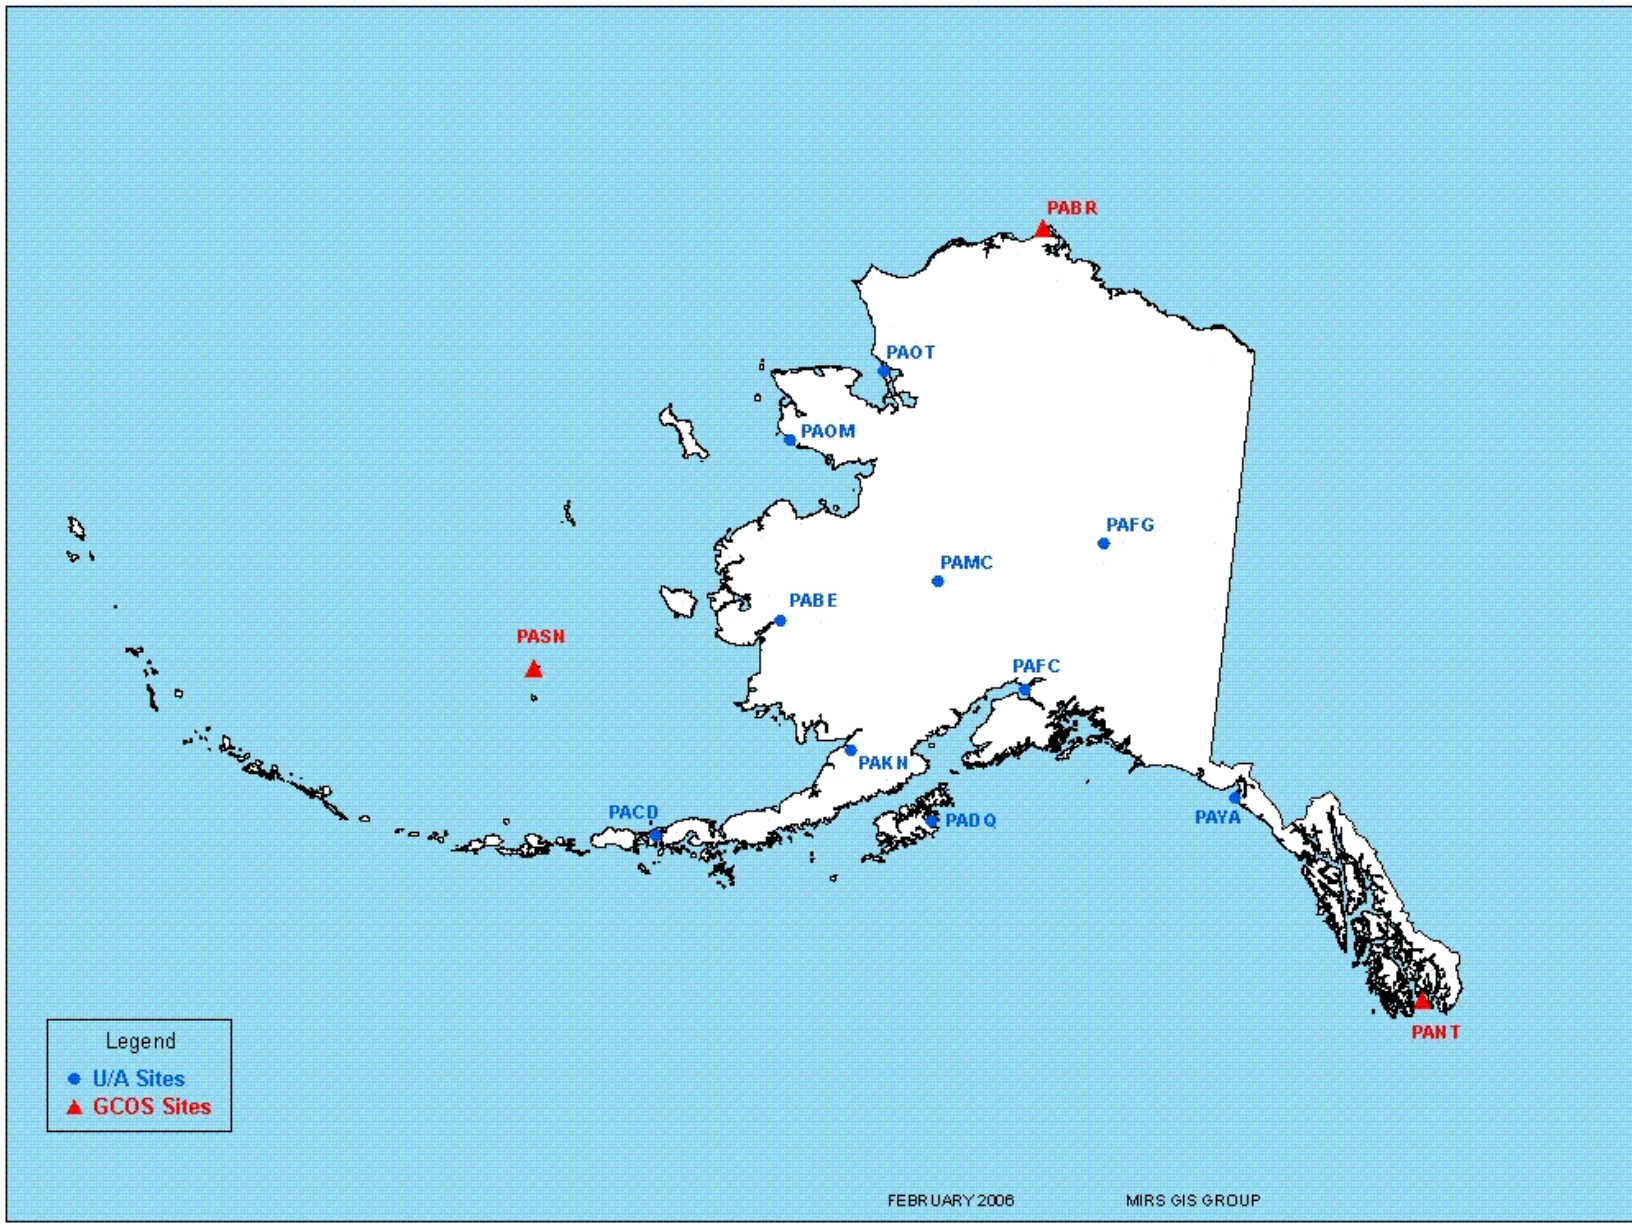 PABR
PAOT
PAOM
PAFG
PAMC
PABE
PASN
PAFC
PAKN
PACD
PADQ
PAYA
PANT
Legend
U/A Sites
GCOS Sites
FEBRUARY 2006
MIRS GIS GROUP